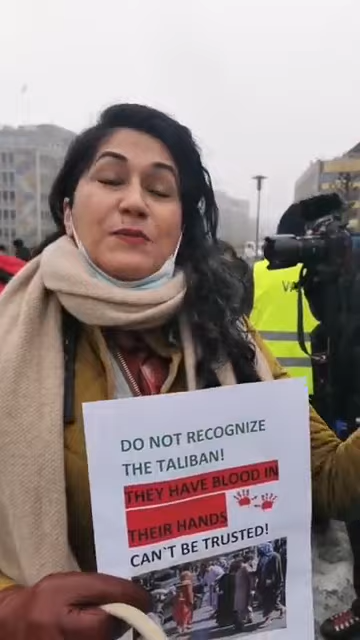 DO NOT RECOGNIZE
THE TALIBAN!
THEY HAVE BLOOD IN
THEIR HANDS
CAN`T BE TRUSTED!